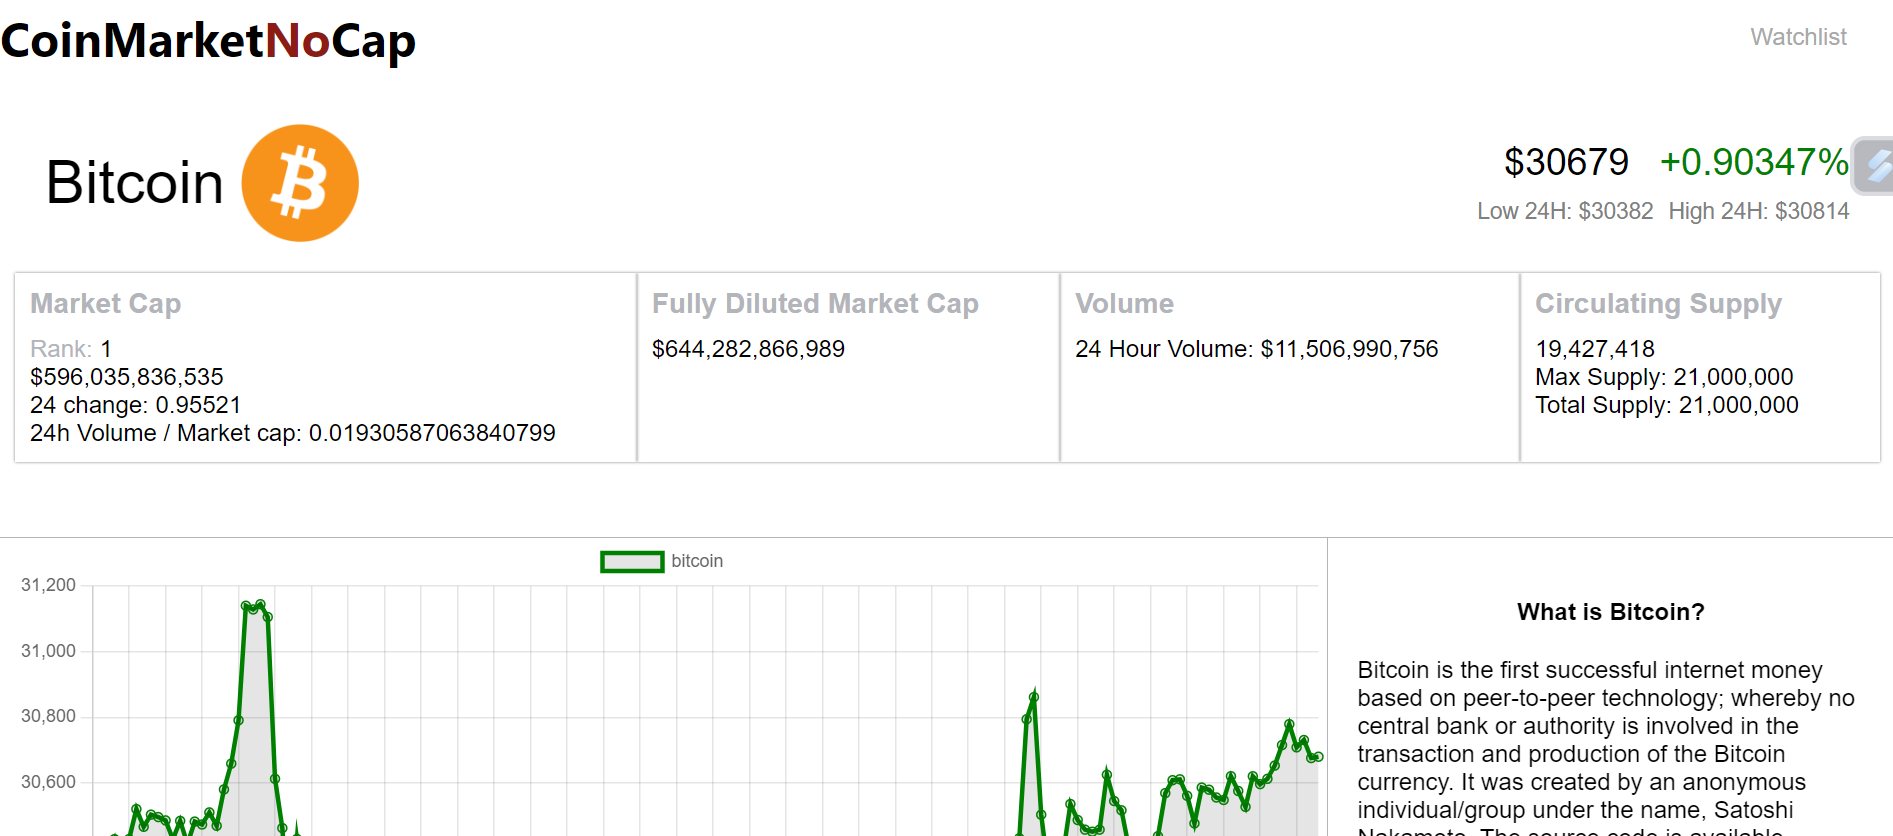 CoinMarketNoCap
Watchlist
Bitcoin
$30679 +0.90347%
Low 24H: $30382 High 24H: $30814
Market Cap
Rank: 1
$596,035,836,535
24 change: 0.95521
24h Volume / Market cap: 0.01930587063840799
Fully Diluted Market Cap
$644,282,866,989
Volume
24 Hour Volume: $11,506,990,756
Circulating Supply
19,427,418
Max Supply: 21,000,000
Total Supply: 21,000,000
bitcoin
31,200
31,000
30,800
30,600
What is Bitcoin?
Bitcoin is the first successful internet money
based on peer-to-peer technology; whereby no
central bank or authority is involved in the
transaction and production of the Bitcoin
currency. It was created by an anonymous
individual/group under the name, Satoshi
Nakamoto. The source code is available